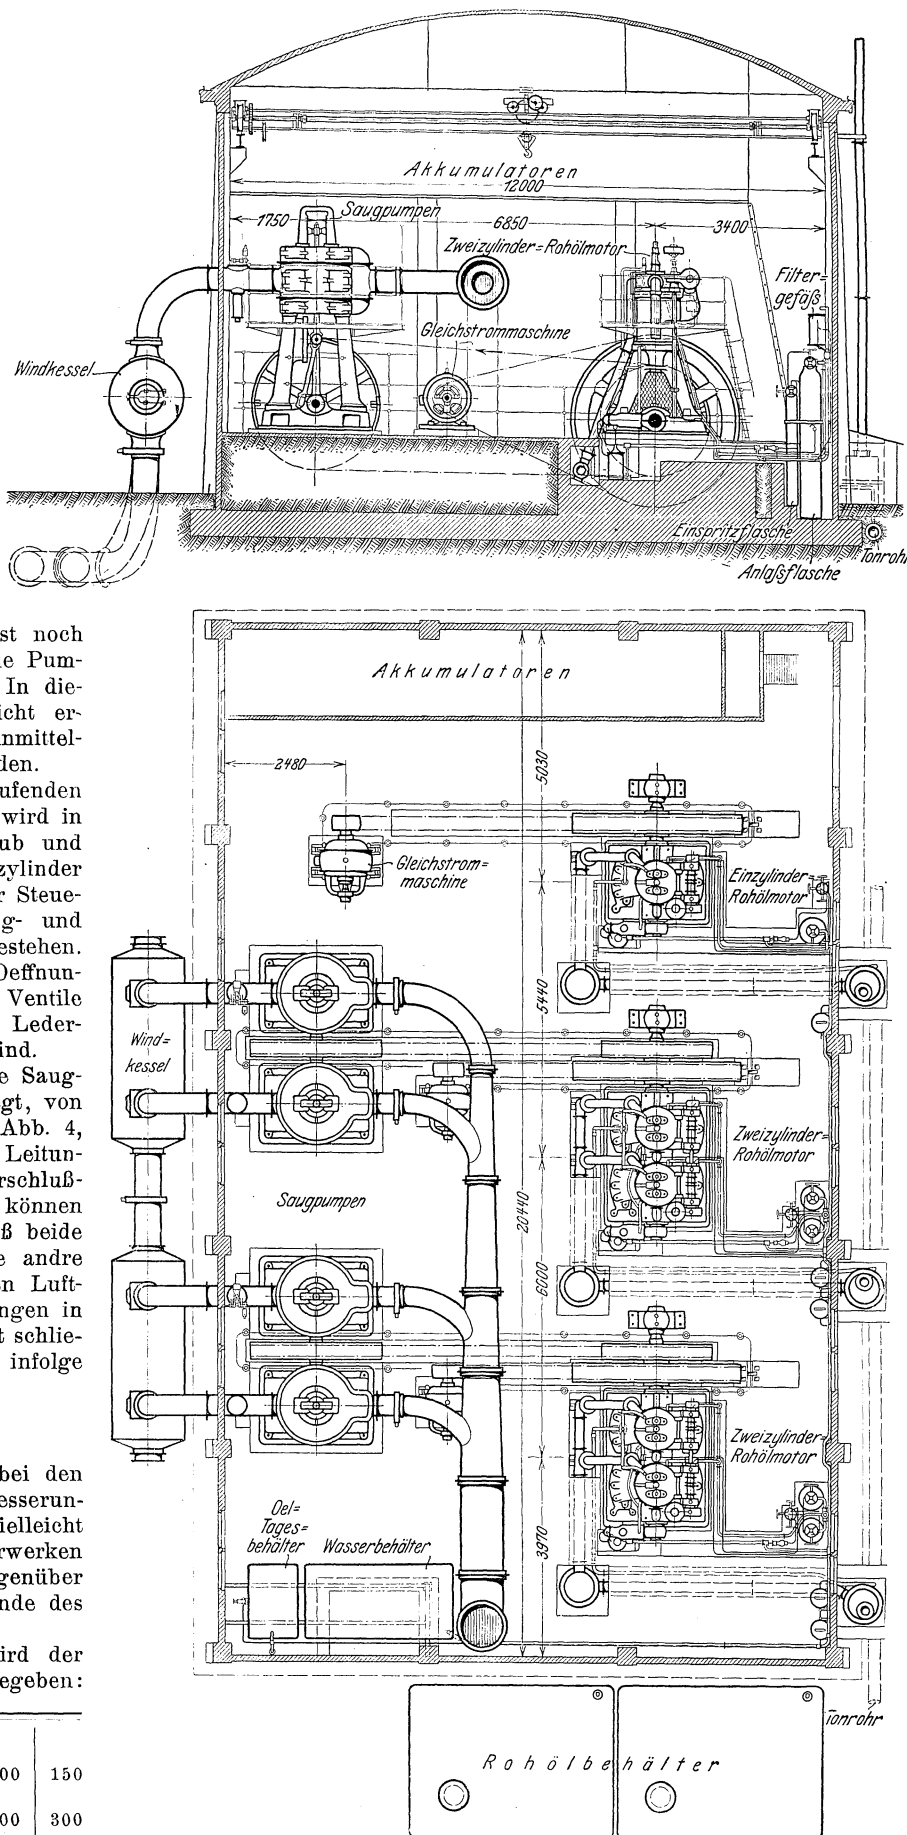 Akkumulatoren
12000
1750
Saugpumpen
6850
3400
Zweizylinder=Rohölmotor
Filter=
gefäß
Gleichstrommaschine
Windkessel
Einspritzflasche
Anlaßflasche
Tonrohr
st noch
e Pum-
In die-
icht er-
nmittel-
den.
ufenden
wird in
ub und
zylinder
r Steue-
g- und
estehen.
Oeffnun-
Ventile
Leder-
ind.
e Saug-
gt, von
Abb. 4,
Leitun-
rschluß-
können
ß beide
e andre
n Luft-
ngen in
t schlie-
infolge
bei den
esserun-
ielleicht
rwerken
genüber
nde des
ird der
egeben:
00 150
00 300
Akkumulatoren
2480
5030
Gleichstrom=
maschine
Einzylinder
Rohölmotor
5440
Wind=
kessel
Zweizylinder=
Rohölmotor
Saugpumpen
20440
6000
Zweizylinder=
Rohölmotor
Oel=
Tages=
behälter
Wasserbehälter
3970
Tonrohr
Rohölbehälter